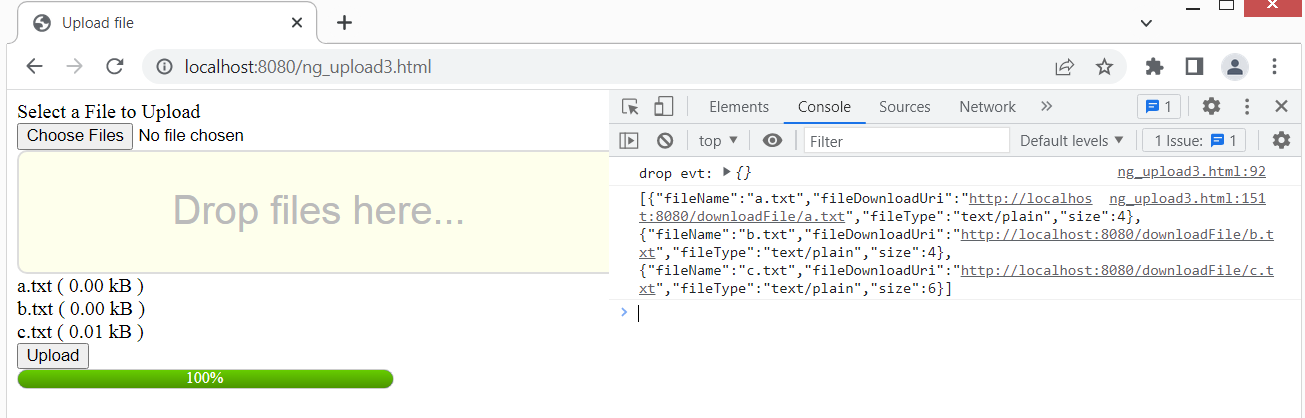 Upload file
localhost:8080/ng_upload3.html
Select a File to Upload
Choose Files No file chosen
Drop files here...
a.txt ( 0.00 kB )
b.txt ( 0.00 kB )
c.txt ( 0.01 kB )
Upload
100%
Elements Console Sources Network » 1
top Filter Default levels 1 Issue: 1
drop evt: {} ng_upload3.html:92
[{"fileName":"a.txt","fileDownloadUri":"http://localhos ng_upload3.html:151
t:8080/downloadFile/a.txt","fileType":"text/plain","size":4},
{"fileName":"b.txt","fileDownloadUri":"http://localhost:8080/downloadFile/b.t
xt","fileType":"text/plain","size":4},
{"fileName":"c.txt","fileDownloadUri":"http://localhost:8080/downloadFile/c.t
xt","fileType":"text/plain","size":6}]